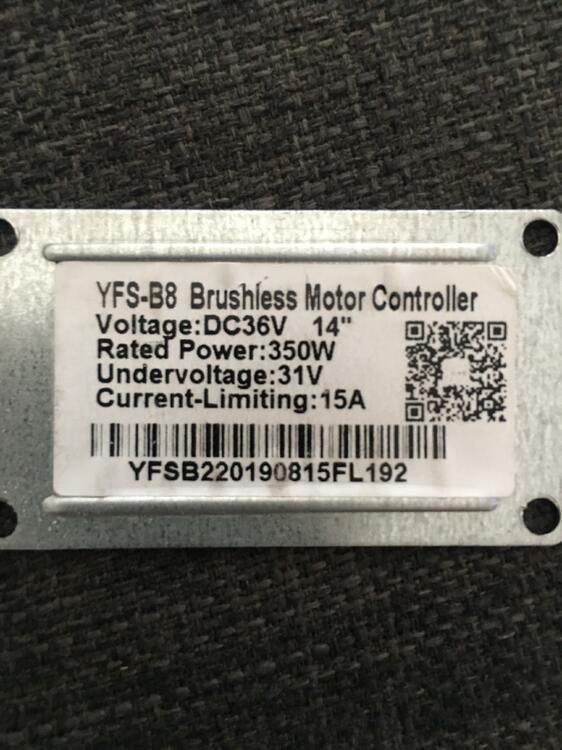 YFS-B8 Brushless Motor Controller
Voltage:DC36V 14"
Rated Power:350W
Undervoltage:31V
Current-Limiting:15A
YFSB220190815FL192